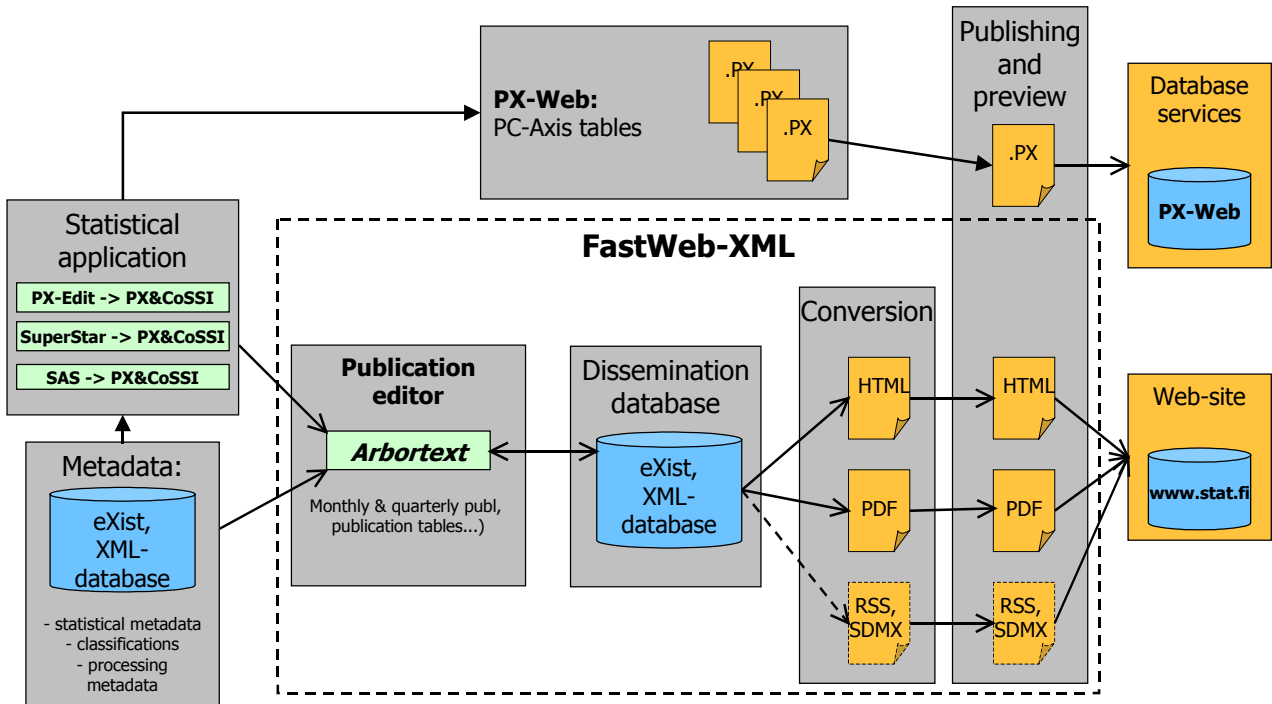 Publishing
and
preview
PX-Web:
PC-Axis tables
.PX
.PX
.PX
.PX
Database
services
PX-Web
Statistical
application
PX-Edit -> PX&CoSSI
SuperStar -> PX&CoSSI
SAS -> PX&CoSSI
FastWeb-XML
Publication
editor
Arbortext
Monthly & quarterly publ,
publication tables...)
Dissemination
database
eXist,
XML-
database
Conversion
HTML
PDF
RSS,
SDMX
HTML
PDF
RSS,
SDMX
Web-site
www.stat.fi
Metadata:
eXist,
XML-
database
- statistical metadata
- classifications
- processing
metadata